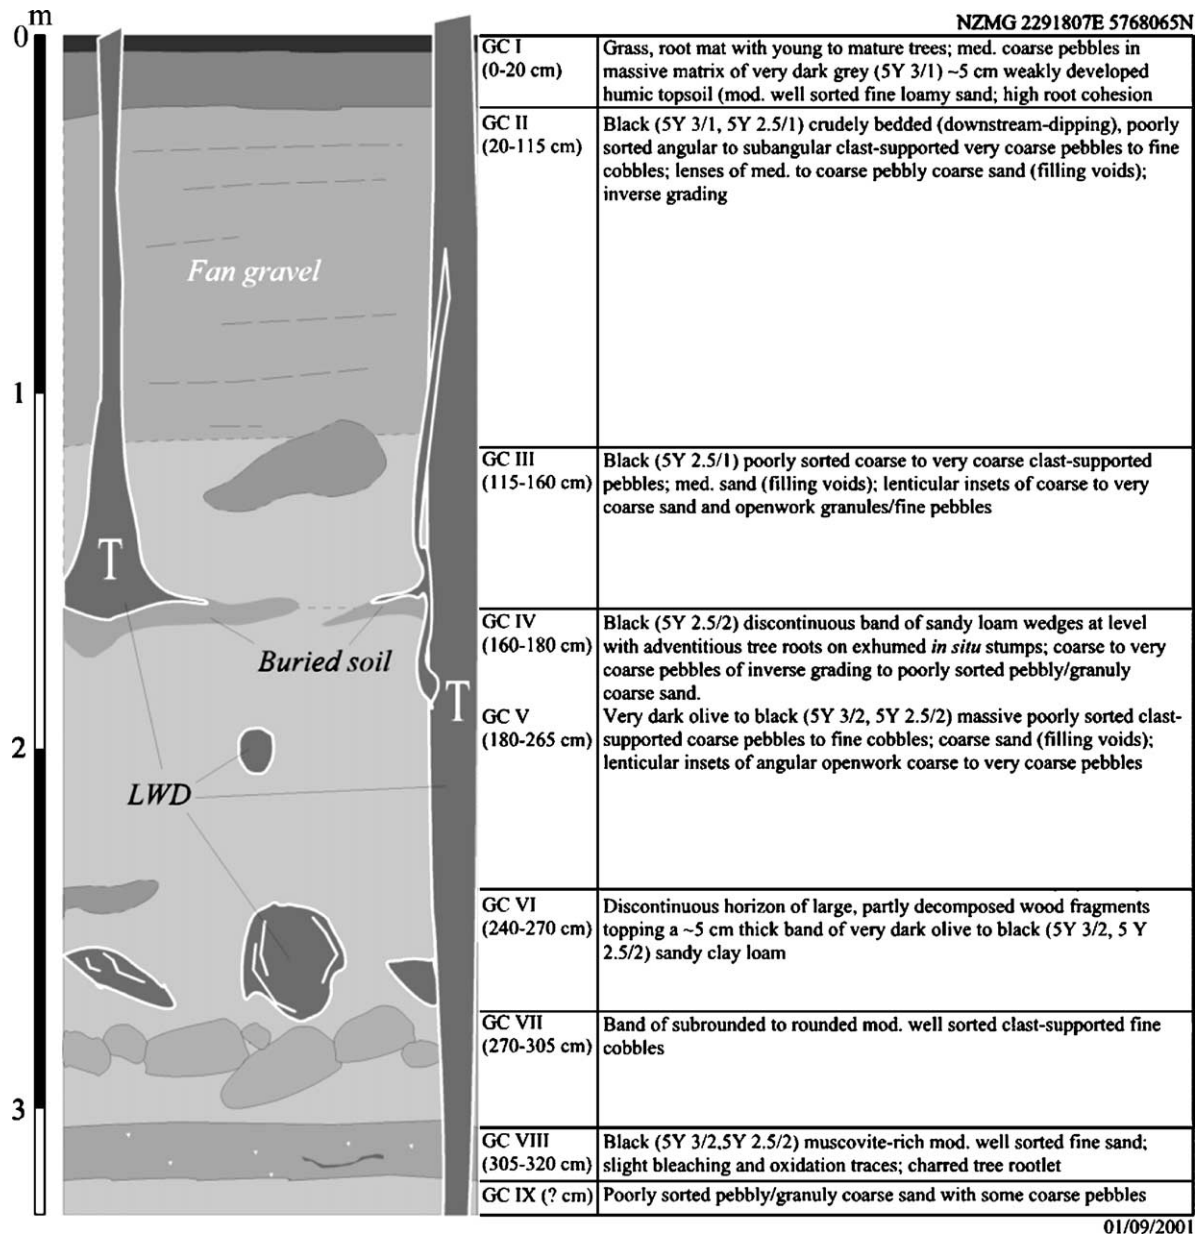 m
0
1
2
3
Fan gravel
T
T
Buried soil
LWD
NZMG 2291807E 5768065N
GC I
(0-20 cm)
Grass, root mat with young to mature trees; med. coarse pebbles in
massive matrix of very dark grey (5Y 3/1) ~5 cm weakly developed
humic topsoil (mod. well sorted fine loamy sand; high root cohesion
GC II
(20-115 cm)
Black (5Y 3/1, 5Y 2.5/1) crudely bedded (downstream-dipping), poorly
sorted angular to subangular clast-supported very coarse pebbles to fine
cobbles; lenses of med. to coarse pebbly coarse sand (filling voids);
inverse grading
GC III
(115-160 cm)
Black (5Y 2.5/1) poorly sorted coarse to very coarse clast-supported
pebbles; med. sand (filling voids); lenticular insets of coarse to very
coarse sand and openwork granules/fine pebbles
GC IV
(160-180 cm)
Black (5Y 2.5/2) discontinuous band of sandy loam wedges at level
with adventitious tree roots on exhumed in situ stumps; coarse to very
coarse pebbles of inverse grading to poorly sorted pebbly/granuly
coarse sand.
GC V
(180-265 cm)
Very dark olive to black (5Y 3/2, 5Y 2.5/2) massive poorly sorted clast-
supported coarse pebbles to fine cobbles; coarse sand (filling voids);
lenticular insets of angular openwork coarse to very coarse pebbles
GC VI
(240-270 cm)
Discontinuous horizon of large, partly decomposed wood fragments
topping a ~5 cm thick band of very dark olive to black (5Y 3/2, 5 Y
2.5/2) sandy clay loam
GC VII
(270-305 cm)
Band of subrounded to rounded mod. well sorted clast-supported fine
cobbles
GC VIII
(305-320 cm)
Black (5Y 3/2,5Y 2.5/2) muscovite-rich mod. well sorted fine sand;
slight bleaching and oxidation traces; charred tree rootlet
GC IX (? cm)
Poorly sorted pebbly/granuly coarse sand with some coarse pebbles
01/09/2001